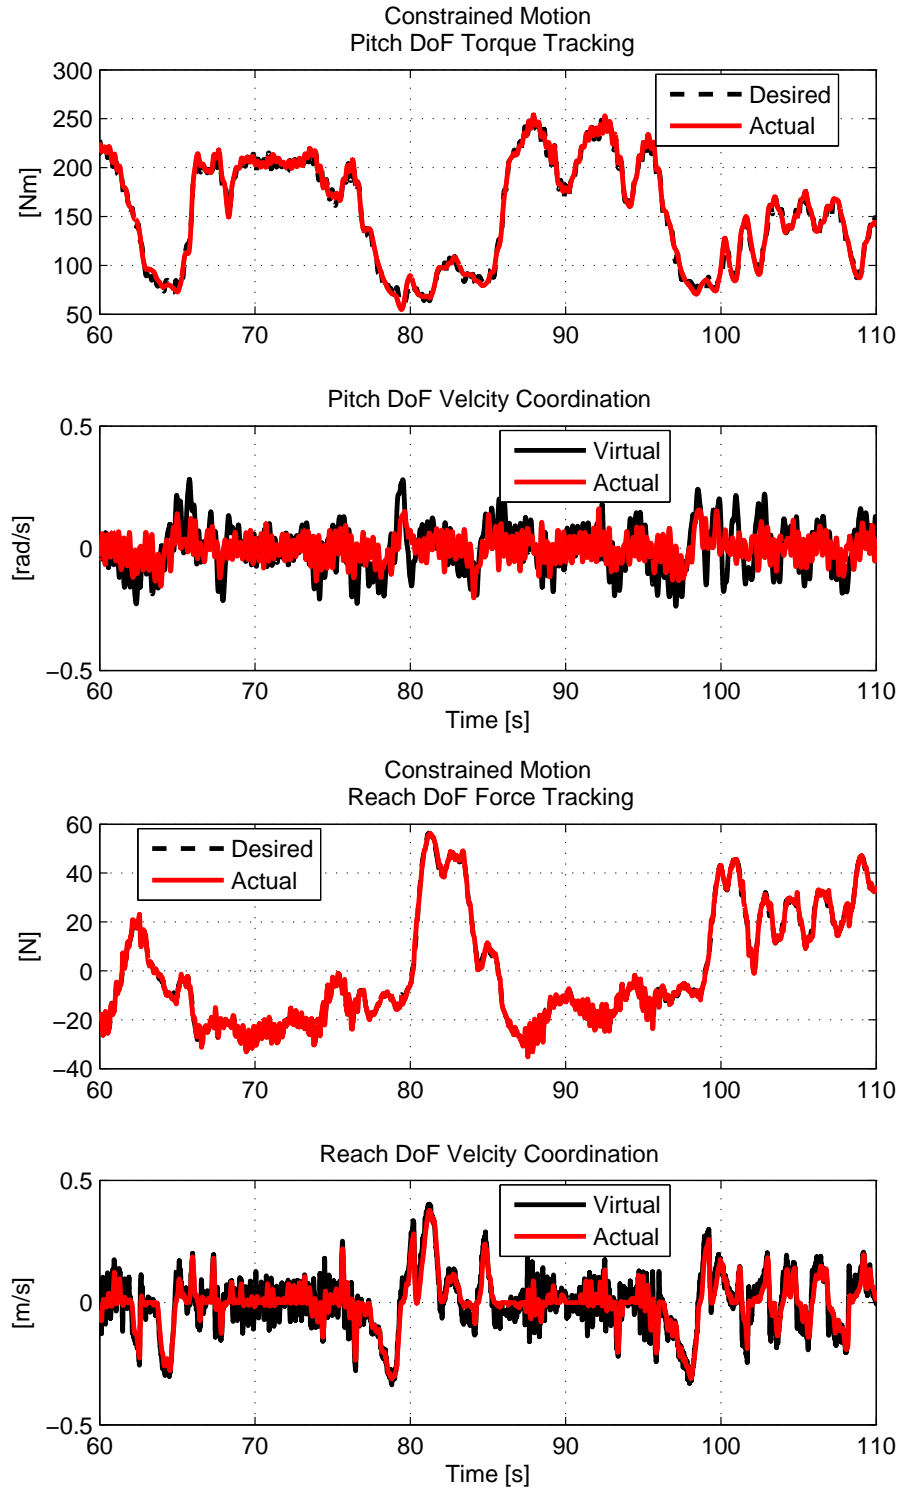 Constrained Motion
Pitch DoF Torque Tracking
300
250
200
150
100
50
[Nm]
Desired
Actual
60 70 80 90 100 110
Pitch DoF Velcity Coordination
0.5
0
−0.5
[rad/s]
Virtual
Actual
60 70 80 90 100 110
Time [s]
Constrained Motion
Reach DoF Force Tracking
60
40
20
0
−20
−40
[N]
Desired
Actual
60 70 80 90 100 110
Reach DoF Velcity Coordination
0.5
0
−0.5
[m/s]
Virtual
Actual
60 70 80 90 100 110
Time [s]